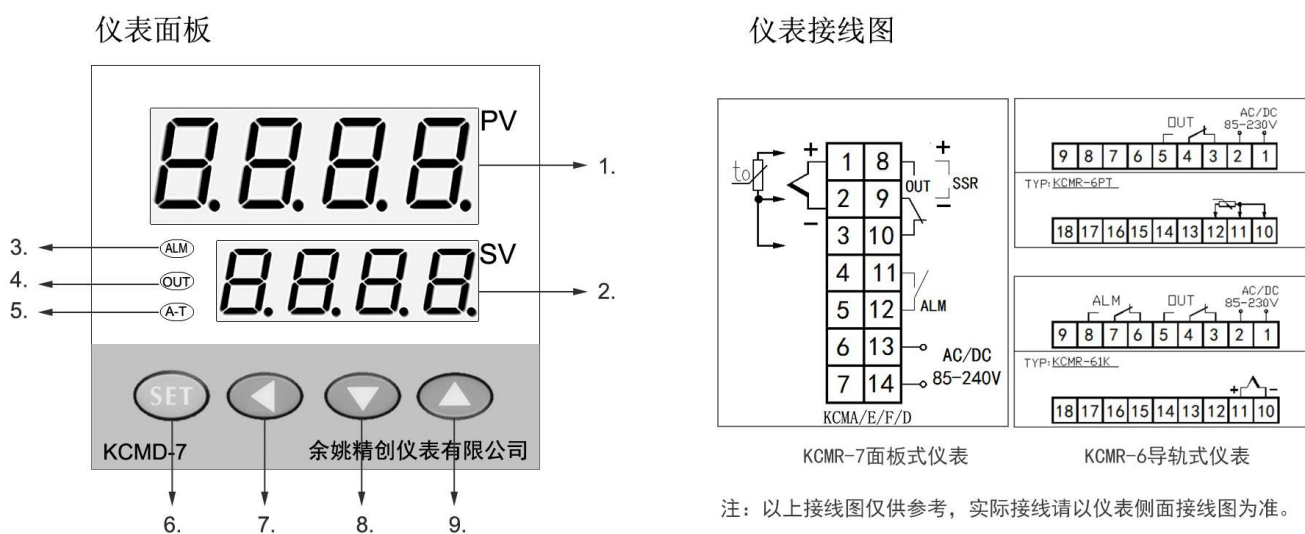 仪表面板
PV
1.
3. ALM
SV
4. OUT
2.
5. A-T
SET
KCMD-7 余姚精创仪表有限公司
6. 7. 8. 9.
仪表接线图
to
+
-
1 8
2 9
3 10
4 11
5 12
6 13
7 14
OUT
+
SSR
-
ALM
AC/DC
85-240V
KCMA/E/F/D
KCMR-7面板式仪表
OUT
AC/DC
85-230V
9 8 7 6 5 4 3 2 1
TYP:KCMR-6PT
18 17 16 15 14 13 12 11 10
ALM OUT
AC/DC
85-230V
9 8 7 6 5 4 3 2 1
TYP:KCMR-61K
+ -
18 17 16 15 14 13 12 11 10
KCMR-6导轨式仪表
注：以上接线图仅供参考，实际接线请以仪表侧面接线图为准。